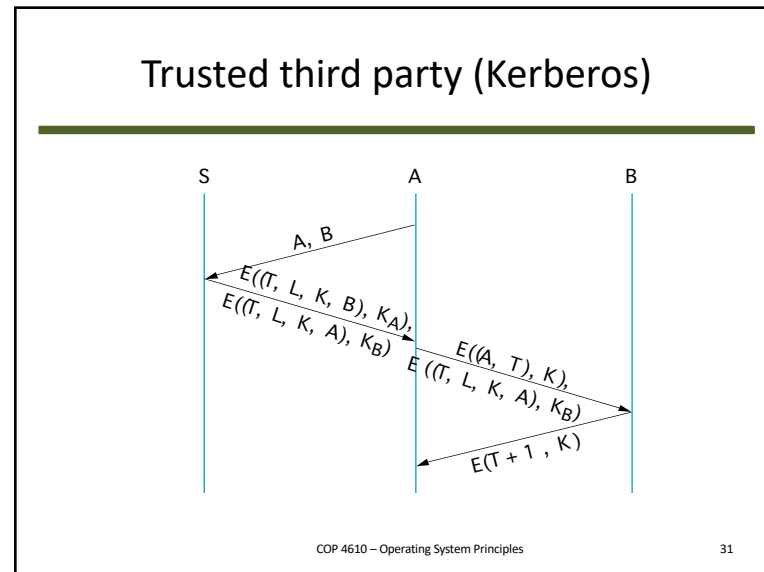 Trusted third party (Kerberos)
S A B
A, B
E((T, L, K, B), KA),
E((T, L, K, A), KB)
E((A, T), K),
E ((T, L, K, A), KB)
E(T + 1 , K)
COP 4610 – Operating System Principles 31